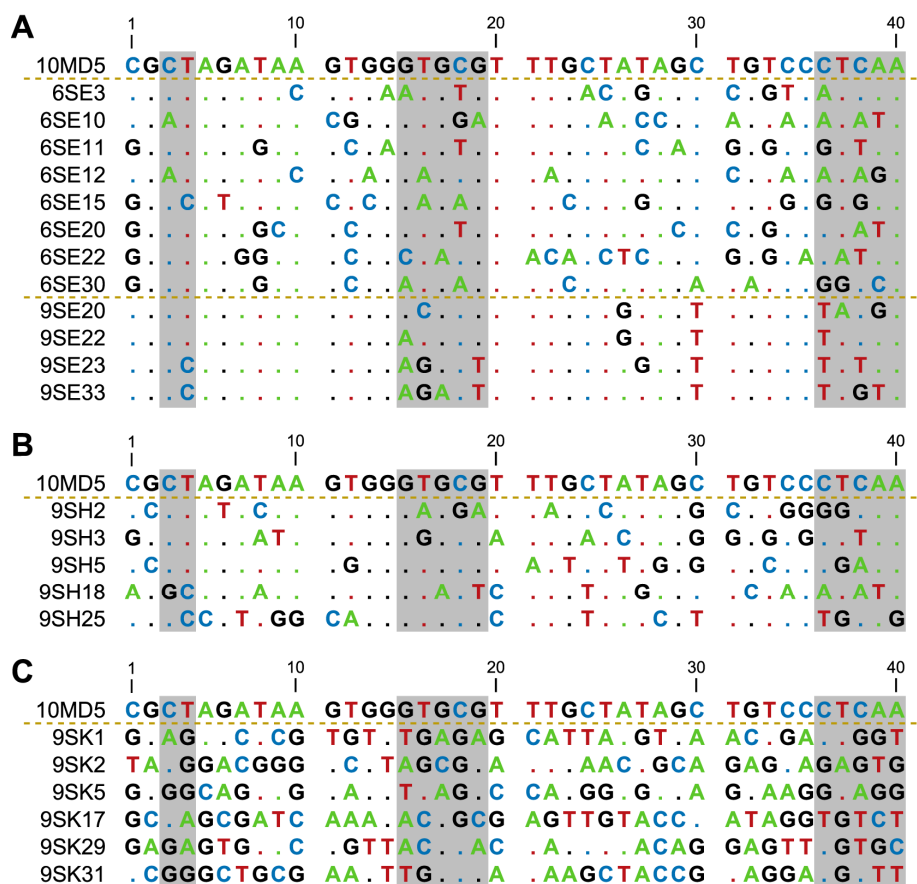 A
1 10 20 30 40
10MD5 CGCTAGATAA GTGGGTGCGT TTGCTATAGC TGTCCCTCAA
6SE3 .........C ...AA..T.. ...AC.G... C.GT.A....
6SE10 ..A....... CG.....GA. ....A.CC.. A..A.A.AT.
6SE11 G......G.. .C.A...T.. ......C.A. G.G..G.T..
6SE12 ..A......C ..A..A.... .A........ C..A.A.AG.
6SE15 G..C.T.... C.C..A.A.. ..C...G... ...G.G.G..
6SE20 G......GC. .C.....T.. ........C. C.G....AT.
6SE22 G.....GG.. .C..C.A... ACA.CTC... G.G.A.AT..
6SE30 G......G.. .C..A..A.. ..C......A .A...GG.C.
9SE20 .......... .....C.... .....G...T .....TA.G.
9SE22 .......... ....A..... .....G...T .....T....
9SE23 ...C...... ....AG..T. ......G..T .....T.T..
9SE33 ...C...... ....AGA.T. .........T .....T.GT.
B
1 10 20 30 40
10MD5 CGCTAGATAA GTGGGTGCGT TTGCTATAGC TGTCCCTCAA
9SH2 .C...T.C.. .....A.GA. .A..C....G C..GGGG...
9SH3 G......AT. .....G...A ...A.C...G G.G.G..T..
9SH5 .C........ .G........ A.T..T.G.G ..C...GA..
9SH18 A.GC...A.. ......A.TC ...T..G... .C.A.A.AT.
9SH25 ...CC.T.GG CA.......C ...T...C.T .....TG..G
C
1 10 20 30 40
10MD5 CGCTAGATAA GTGGGTGCGT TTGCTATAGC TGTCCCTCAA
9SK1 G.AG..C.CG TGT.TGAGAG CATTA.GT.A AC.GA..GGT
9SK2 TA.GGACGGG .C.TAGCG.A ...AAC.GCA GAG.AGAGTG
9SK5 G.GGCAG..G .A..T.AG.C CA.GG.G..A G.AAGG.AGG
9SK17 GC.AGCGATC AAA.AC.GCG AGTTGTACC. ATAGGTGTCT
9SK29 GAGAGTG..C .GTTAC..AC .A....ACAG GAGTT.GTGC
9SK31 .CGGGCTGCG AA.TTG...A .AAGCTACCG .AGGA.G.TT